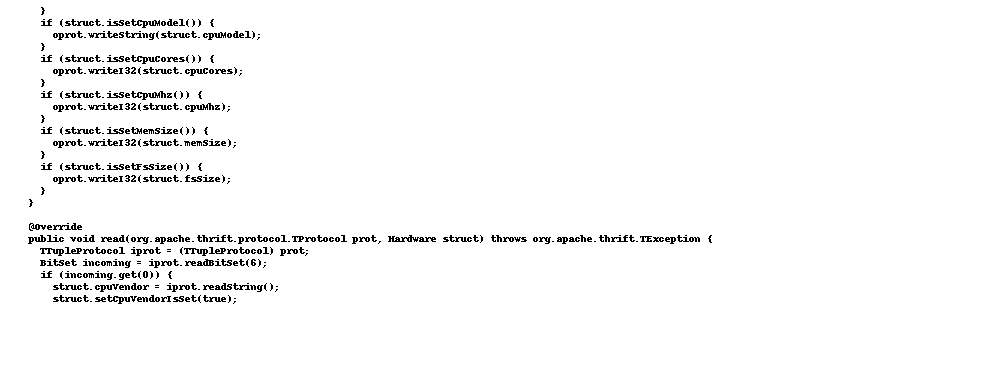 }
if (struct.isSetCpuModel()) {
oprot.writeString(struct.cpuModel);
}
if (struct.isSetCpuCores()) {
oprot.writeI32(struct.cpuCores);
}
if (struct.isSetCpuMhz()) {
oprot.writeI32(struct.cpuMhz);
}
if (struct.isSetMemSize()) {
oprot.writeI32(struct.memSize);
}
if (struct.isSetFsSize()) {
oprot.writeI32(struct.fsSize);
}
}
@Override
public void read(org.apache.thrift.protocol.TProtocol prot, Hardware struct) throws org.apache.thrift.TException {
TTupleProtocol iprot = (TTupleProtocol) prot;
BitSet incoming = iprot.readBitSet(6);
if (incoming.get(0)) {
struct.cpuVendor = iprot.readString();
struct.setCpuVendorIsSet(true);